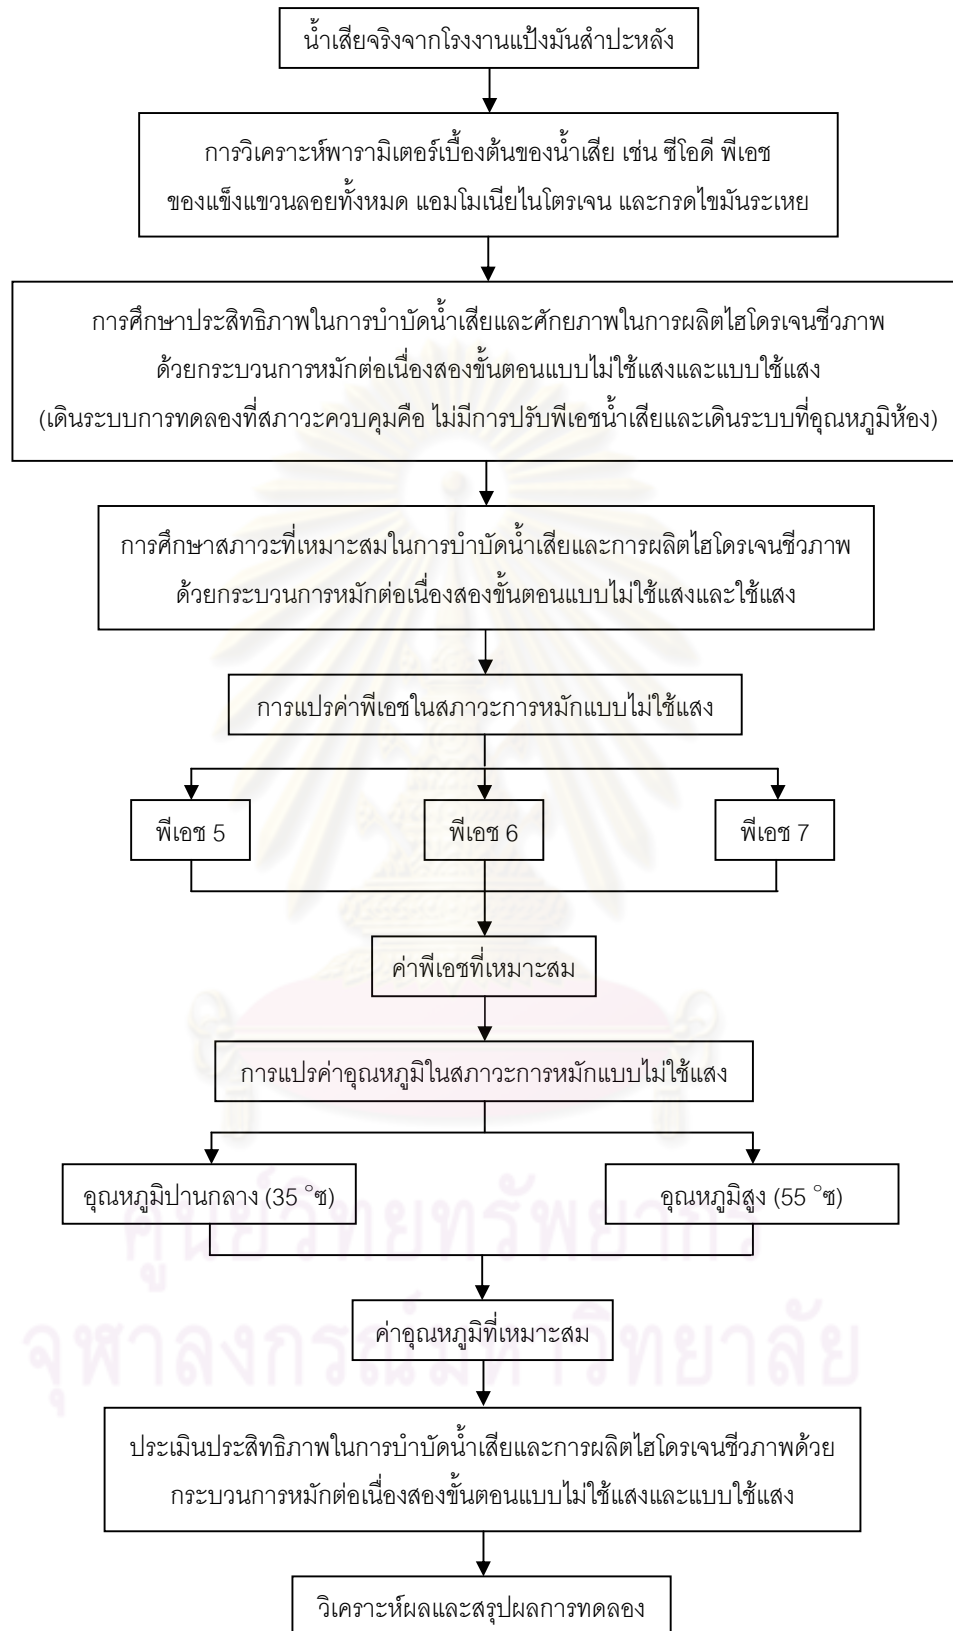 น้ำเสียจริงจากโรงงานแป้งมันสำปะหลัง
การวิเคราะห์พารามิเตอร์เบื้องต้นของน้ำเสีย เช่น ซีโอดี พีเอช
ของแข็งแขวนลอยทั้งหมด แอมโมเนียไนโตรเจน และกรดไขมันระเหย
การศึกษาประสิทธิภาพในการบำบัดน้ำเสียและศักยภาพในการผลิตไฮโดรเจนชีวภาพ
ด้วยกระบวนการหมักต่อเนื่องสองขั้นตอนแบบไม่ใช้แสงและแบบใช้แสง
(เดินระบบการทดลองที่สภาวะควบคุมคือ ไม่มีการปรับพีเอชน้ำเสียและเดินระบบที่อุณหภูมิห้อง)
การศึกษาสภาวะที่เหมาะสมในการบำบัดน้ำเสียและการผลิตไฮโดรเจนชีวภาพ
ด้วยกระบวนการหมักต่อเนื่องสองขั้นตอนแบบไม่ใช้แสงและใช้แสง
การแปรค่าพีเอชในสภาวะการหมักแบบไม่ใช้แสง
พีเอช 5
พีเอช 6
พีเอช 7
ค่าพีเอชที่เหมาะสม
การแปรค่าอุณหภูมิในสภาวะการหมักแบบไม่ใช้แสง
อุณหภูมิปานกลาง (35 °ซ)
อุณหภูมิสูง (55 °ซ)
ศูนย์วิทยทรัพยากร
ค่าอุณหภูมิที่เหมาะสม
จุฬาลงกรณ์มหาวิทยาลัย
ประเมินประสิทธิภาพในการบำบัดน้ำเสียและการผลิตไฮโดรเจนชีวภาพด้วย
กระบวนการหมักต่อเนื่องสองขั้นตอนแบบไม่ใช้แสงและแบบใช้แสง
วิเคราะห์ผลและสรุปผลการทดลอง